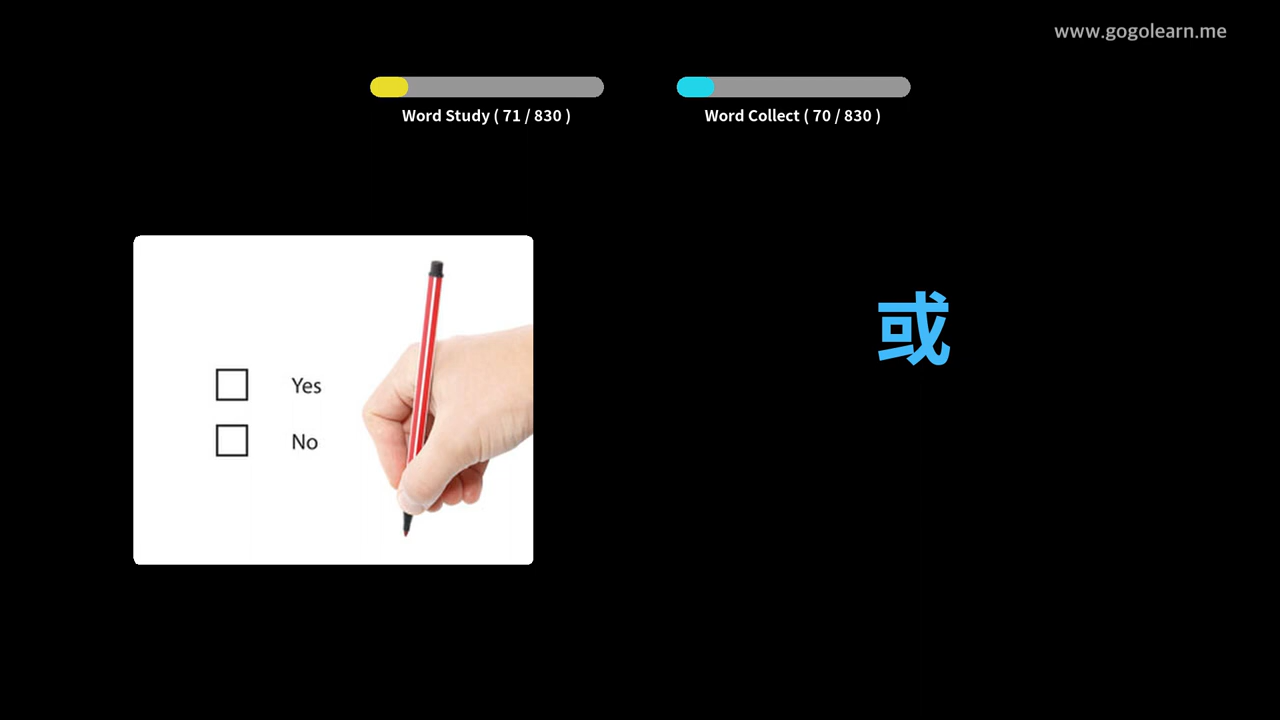 www.gogolearn.me
Word Study ( 71 / 830 )
Word Collect ( 70 / 830 )
Yes
No
或